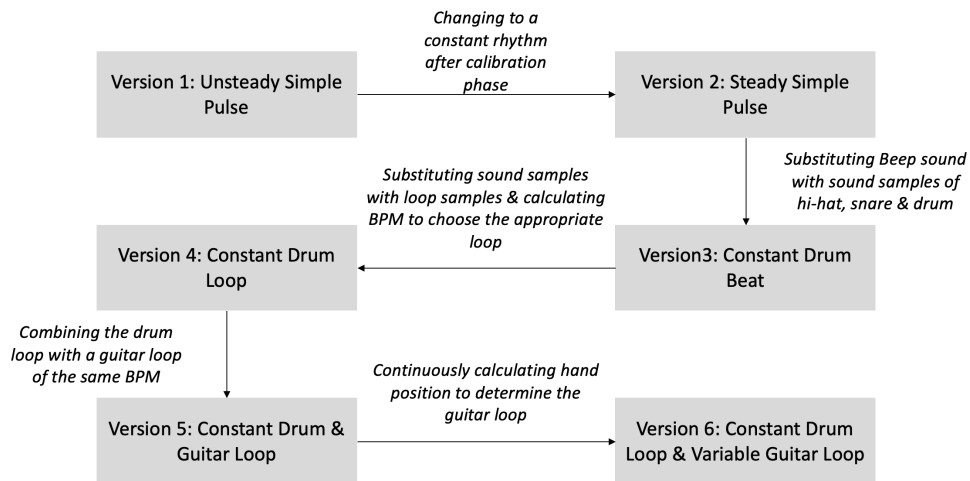 Changing to a
constant rhythm
after calibration
phase
Version 1: Unsteady Simple
Pulse
Version 2: Steady Simple
Pulse
Substituting Beep sound
with sound samples of
hi-hat, snare & drum
Substituting sound samples
with loop samples & calculating
BPM to choose the appropriate
loop
Version3: Constant Drum
Beat
Version 4: Constant Drum
Loop
Combining the drum
loop with a guitar loop
of the same BPM
Continuously calculating hand
position to determine the
guitar loop
Version 5: Constant Drum &
Guitar Loop
Version 6: Constant Drum
Loop & Variable Guitar Loop